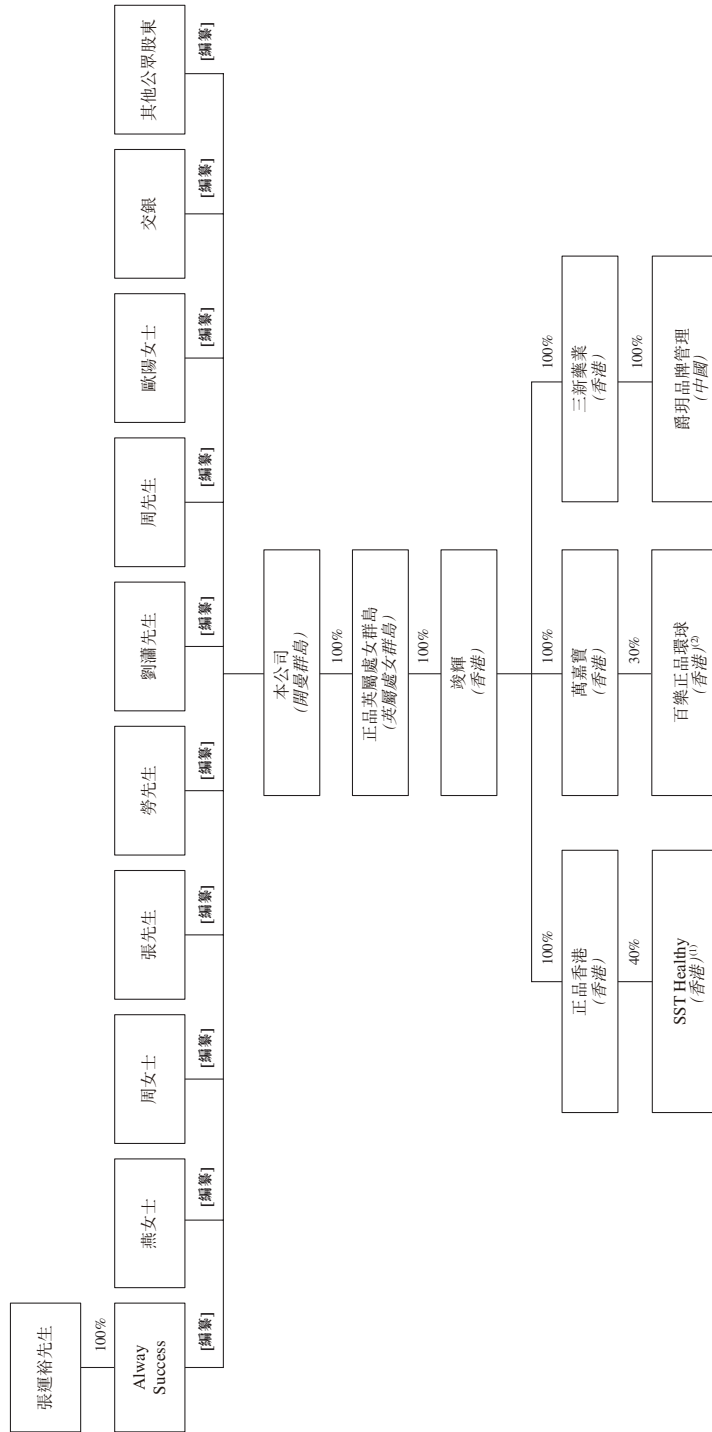 張運裕先生
100%
Alway
Success
燕女士
周女士
張先生
勞先生
劉瀟先生
周先生
歐陽女士
交銀
其他公眾股東
[編纂]
[編纂]
[編纂]
[編纂]
[編纂]
[編纂]
[編纂]
[編纂]
[編纂]
[編纂]
本公司
(開曼群島)
100%
正品英屬處女群島
(英屬處女群島)
100%
竣輝
(香港)
100%
100%
100%
正品香港
(香港)
萬嘉寶
(香港)
三新藥業
(香港)
40%
30%
100%
SST Healthy
(香港)(1)
百樂正品環球
(香港)(2)
爵玥品牌管理
(中國)